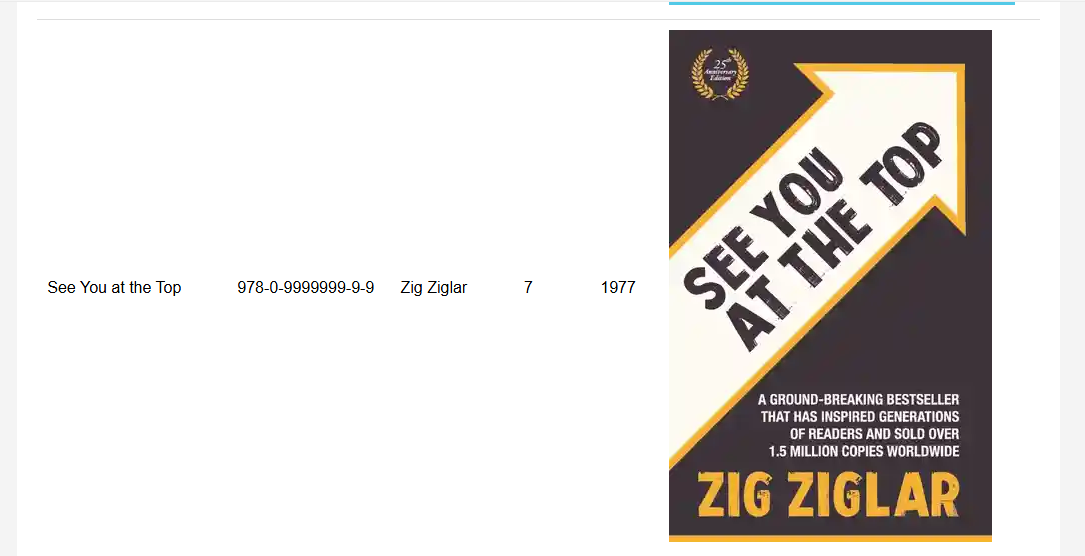 See You at the Top 978-0-9999999-9-9 Zig Ziglar 7 1977
25th
Anniversary
Edition
SEE YOU
AT THE TOP
A GROUND-BREAKING BESTSELLER
THAT HAS INSPIRED GENERATIONS
OF READERS AND SOLD OVER
1.5 MILLION COPIES WORLDWIDE
ZIG ZIGLAR